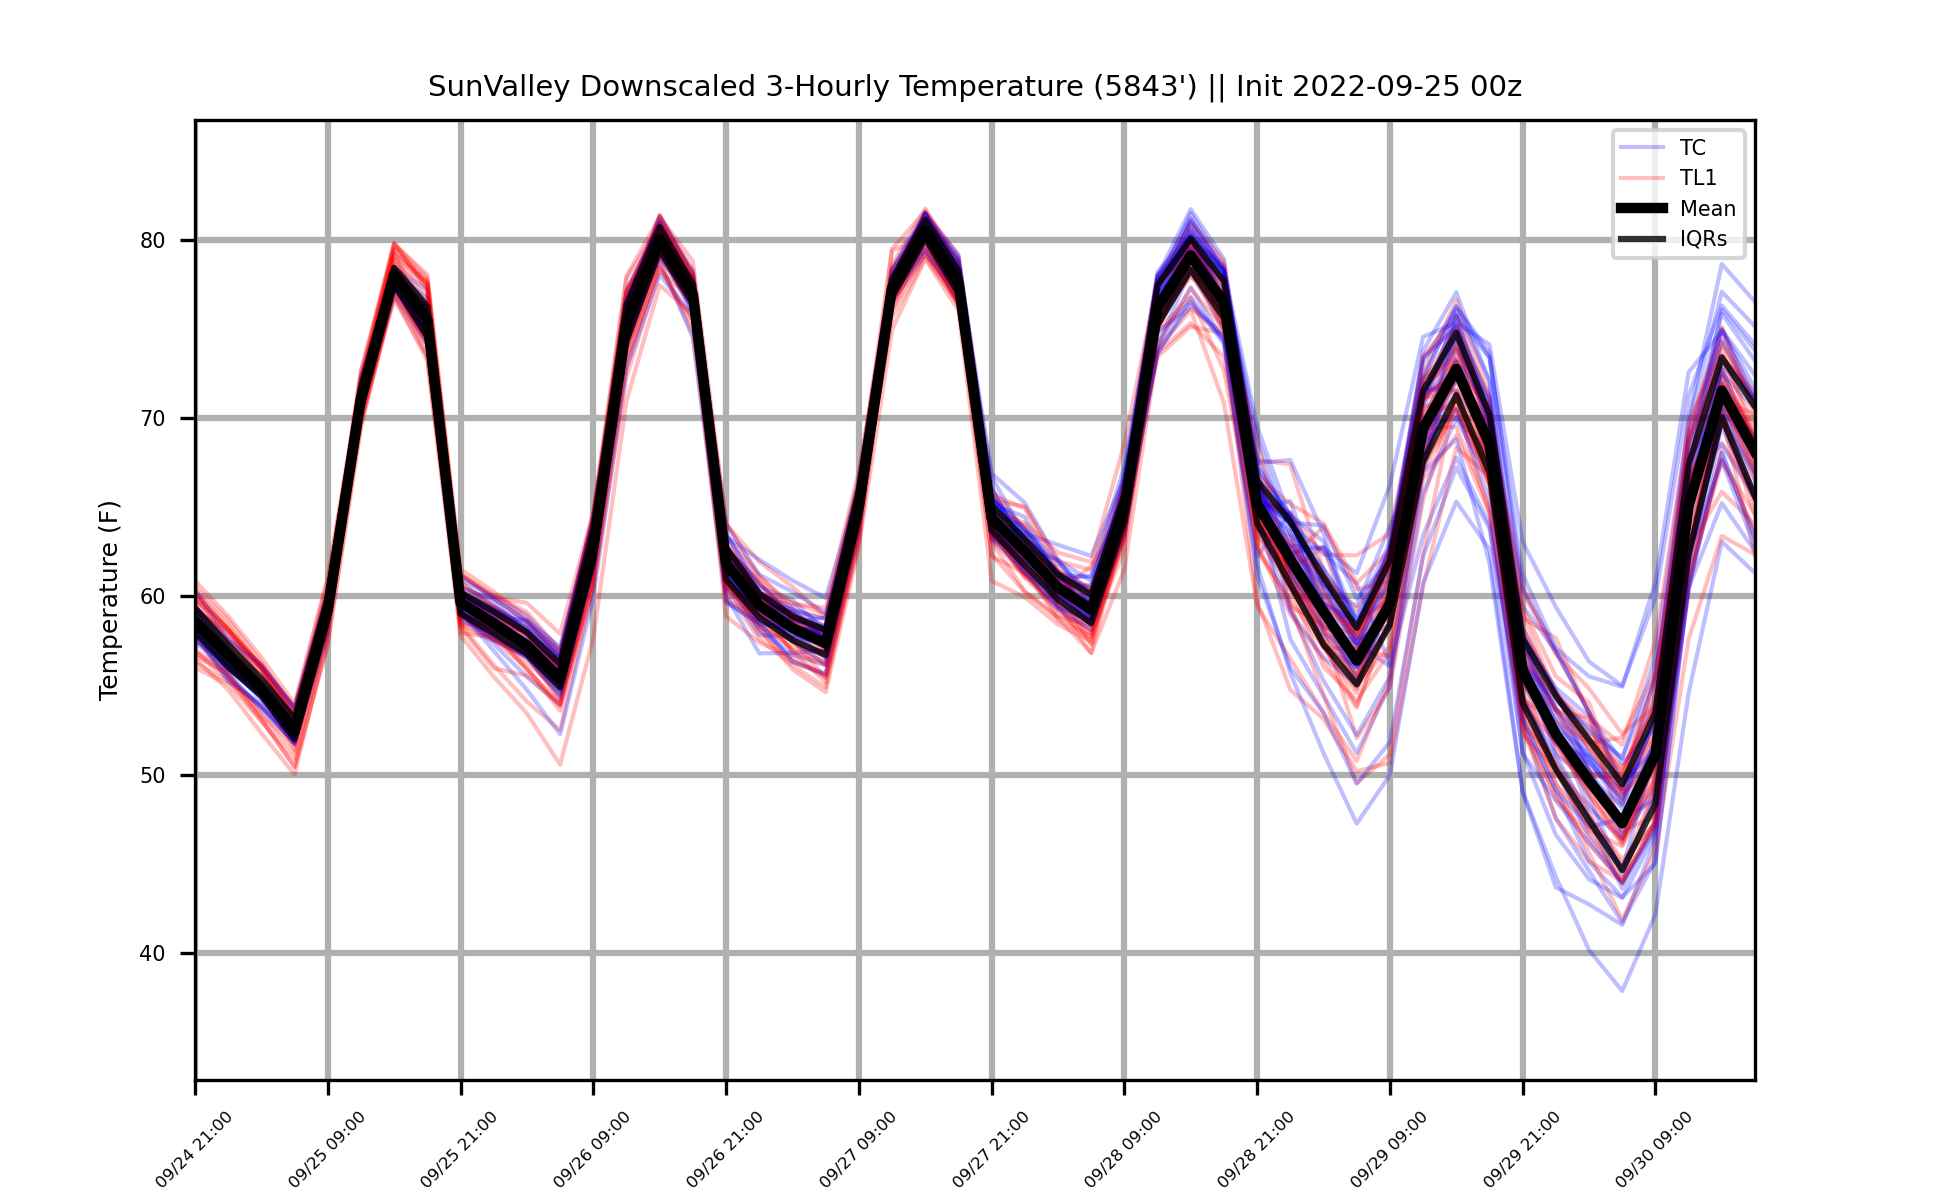 SunValley Downscaled 3-Hourly Temperature (5843') || Init 2022-09-25 00z
TC
TL1
Mean
IQRs
Temperature (F)
80
70
60
50
40
09/24 21:00
09/25 09:00
09/25 21:00
09/26 09:00
09/26 21:00
09/27 09:00
09/27 21:00
09/28 09:00
09/28 21:00
09/29 09:00
09/29 21:00
09/30 09:00